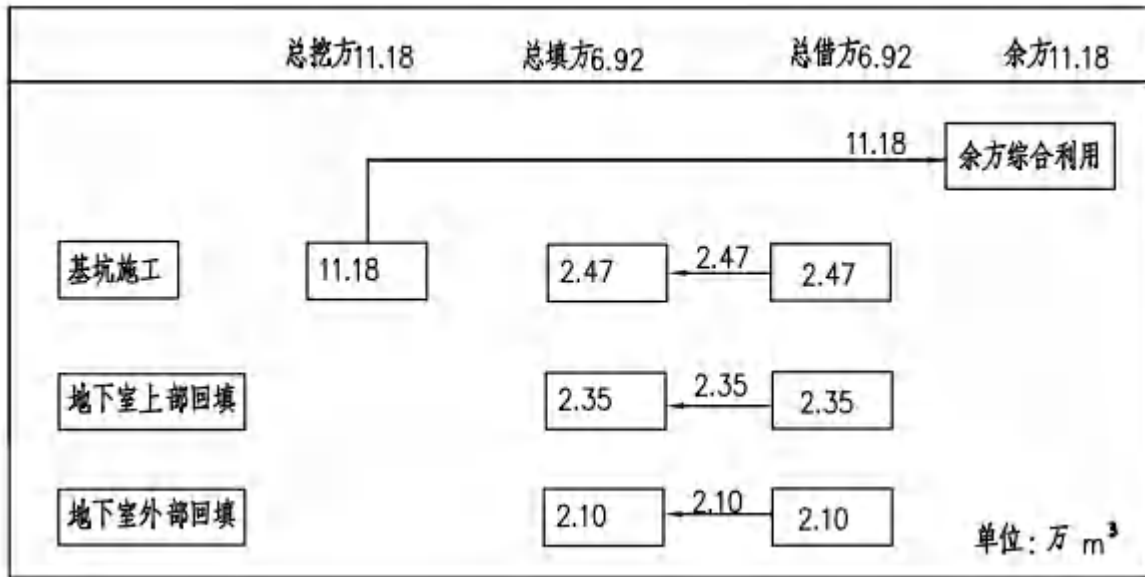 总挖方11.18 总填方6.92 总借方6.92 余方11.18
11.18 余方综合利用
基坑施工 11.18 2.47 2.47 2.47
地下室上部回填 2.35 2.35 2.35
地下室外部回填 2.10 2.10 2.10
单位：万 m³